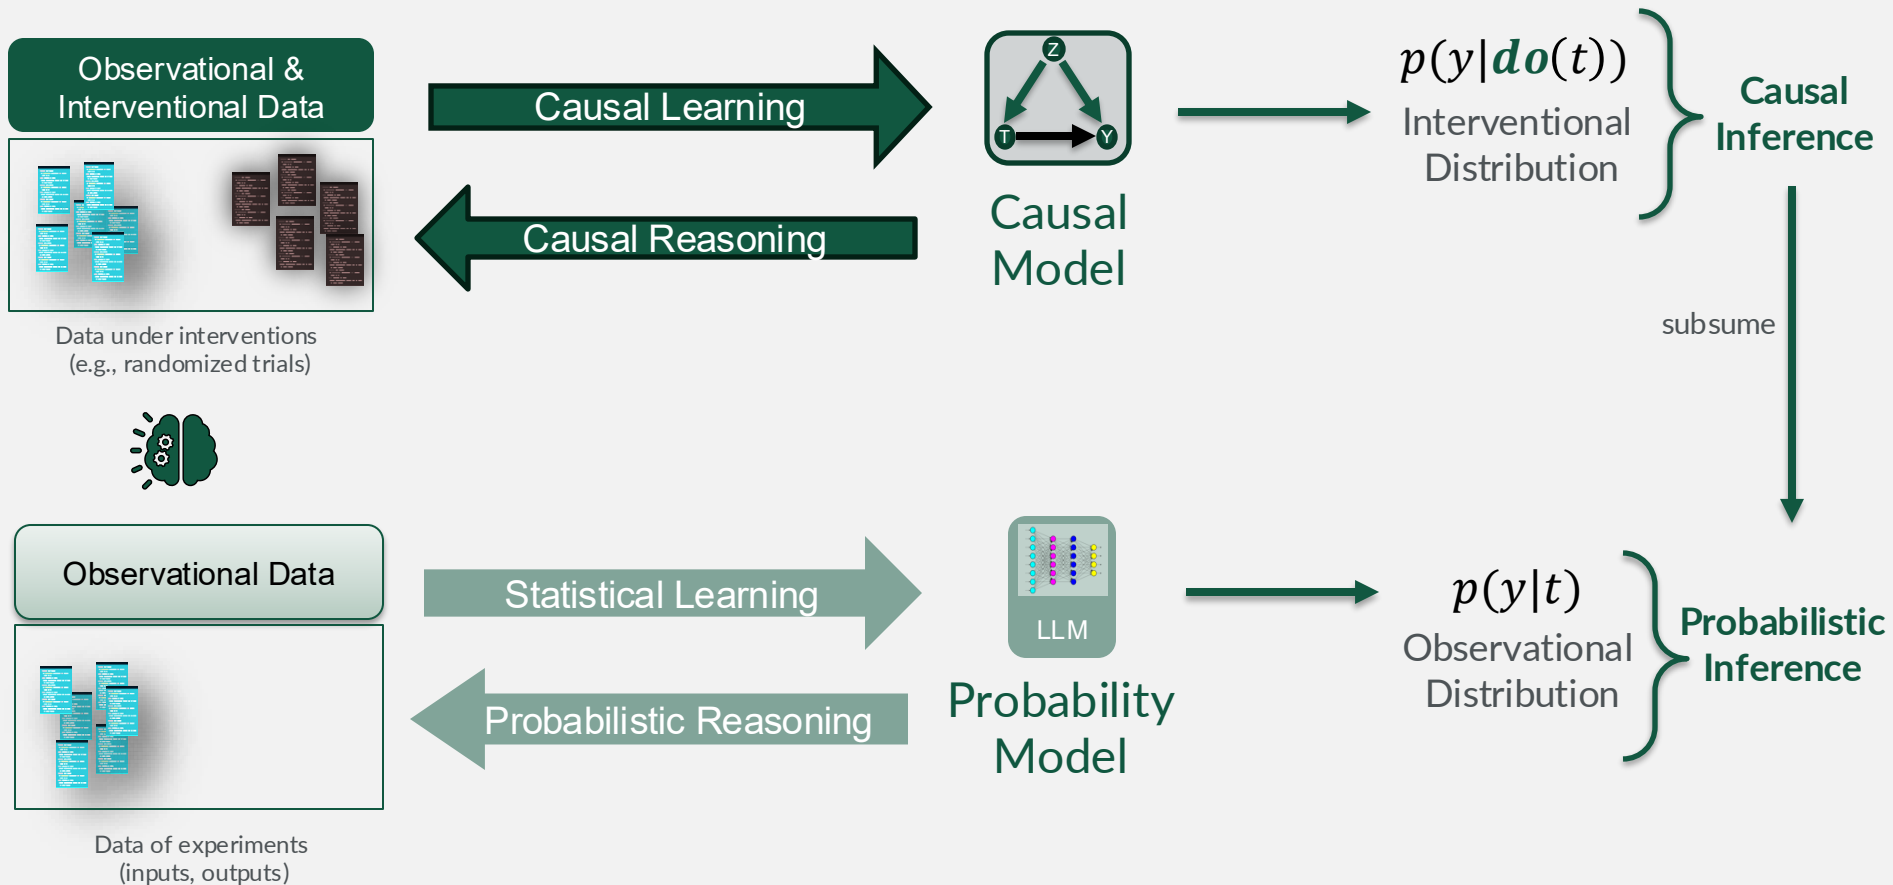 Observational &
Interventional Data
Causal Learning
Causal Reasoning
Z
T
Y
Causal
Model
p(y|do(t))
Interventional
Distribution
Causal
Inference
Data under interventions
(e.g., randomized trials)
subsume
Observational Data
Statistical Learning
Probabilistic Reasoning
LLM
Probability
Model
p(y|t)
Observational
Distribution
Probabilistic
Inference
Data of experiments
(inputs, outputs)